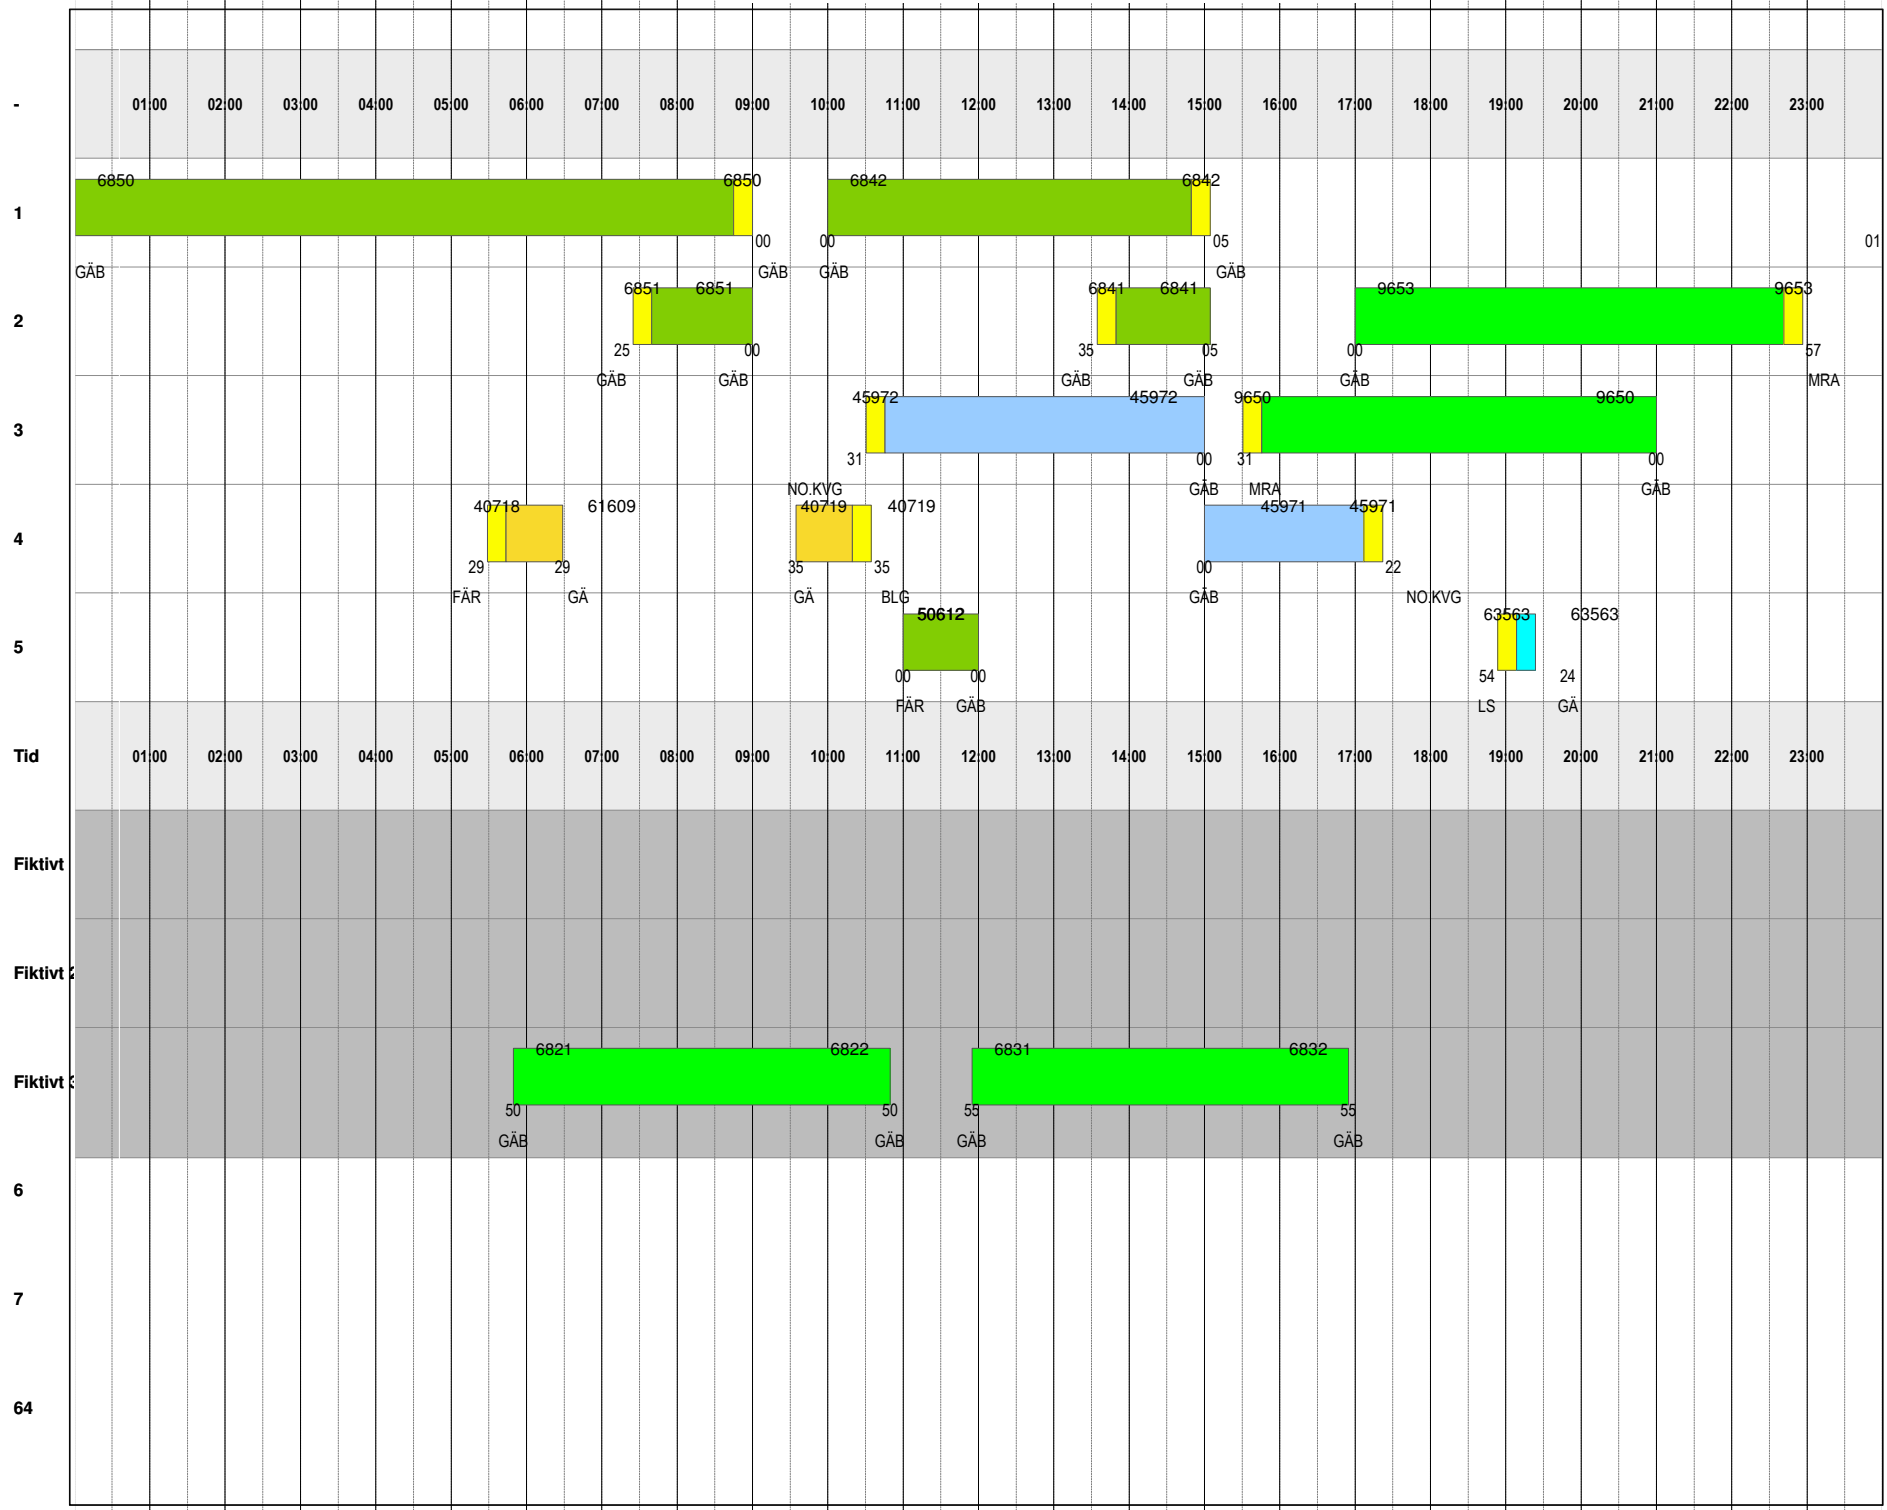 - 01:00 02:00 03:00 04:00 05:00 06:00 07:00 08:00 09:00 10:00 11:00 12:00 13:00 14:00 15:00 16:00 17:00 18:00 19:00 20:00 21:00 22:00 23:00
6850 6850 6842 6842
1
00 00 05 01
GÄB GÄB GÄB GÄB
6851 6851 6841 6841 9653 9653
2
25 00 35 05 00 57
GÄB GÄB GÄB GÄB GÄB MRA
45972 45972 9650 9650
3
31 00 31 00
NO.KVG GÄB MRA GÄB
40718 61609 40719 40719 45971 45971
4
29 29 35 35 00 22
FÄR GÄ GÄ BLG GÄB NO.KVG
50612 63563 63563
5
00 00 54 24
FÄR GÄB LS GÄ
Tid 01:00 02:00 03:00 04:00 05:00 06:00 07:00 08:00 09:00 10:00 11:00 12:00 13:00 14:00 15:00 16:00 17:00 18:00 19:00 20:00 21:00 22:00 23:00
Fiktivt
Fiktivt 2
6821 6822 6831 6832
Fiktivt 3
50 50 55 55
GÄB GÄB GÄB GÄB
6
7
64